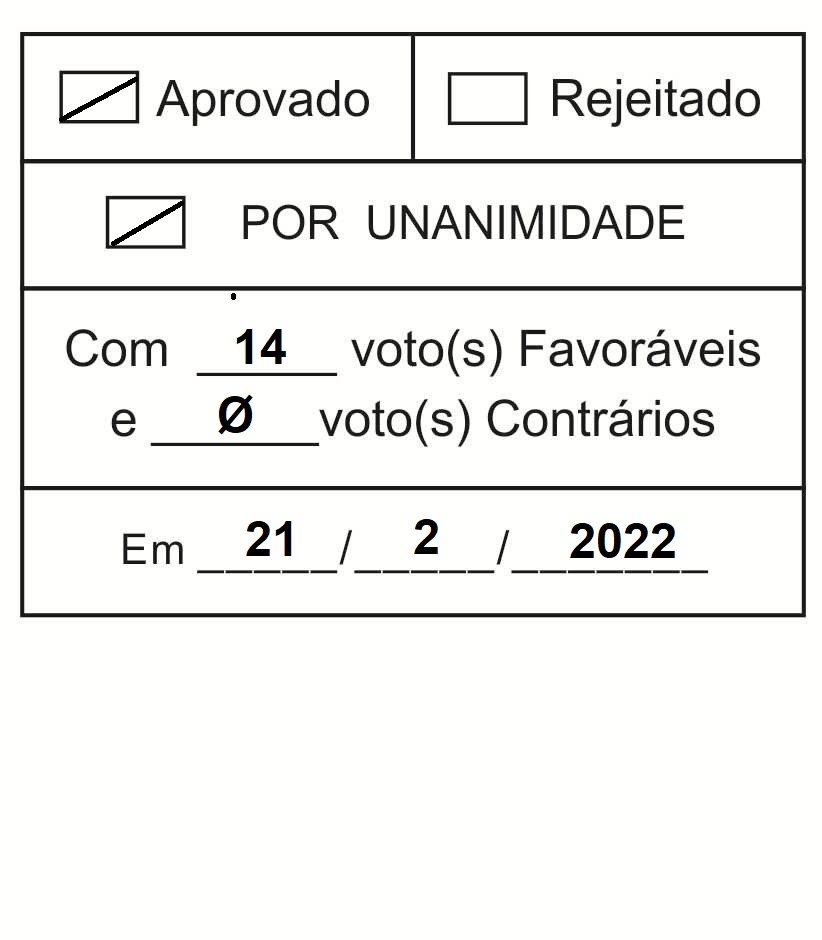 Aprovado Rejeitado
POR UNANIMIDADE
Com 14 voto(s) Favoráveis
e Ø voto(s) Contrários
Em 21/2/2022